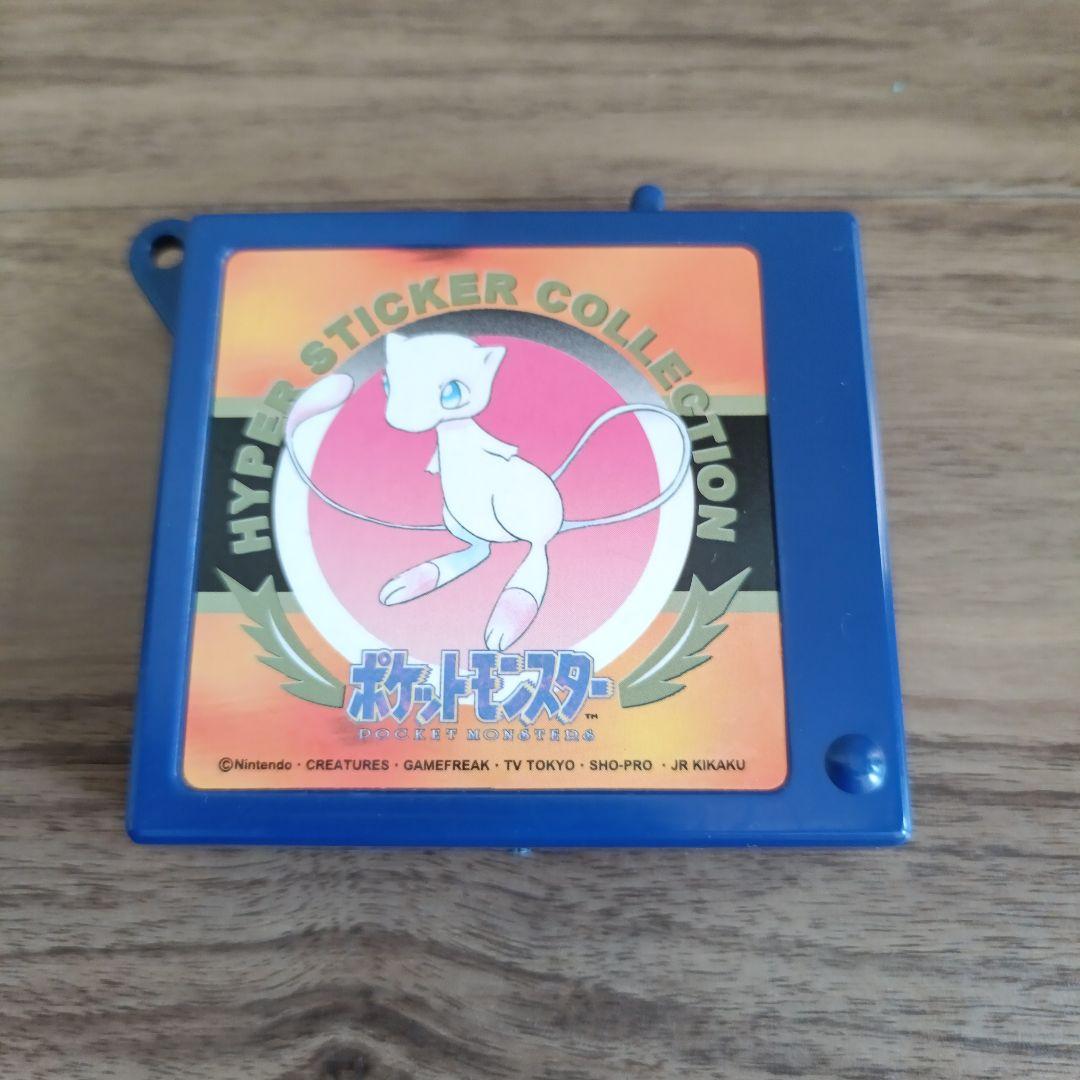 HYPER STICKER COLLECTION
ポケットモンスター™
POCKET MONSTERS
©Nintendo · CREATURES · GAMEFREAK · TV TOKYO · SHO-PRO · JR KIKAKU